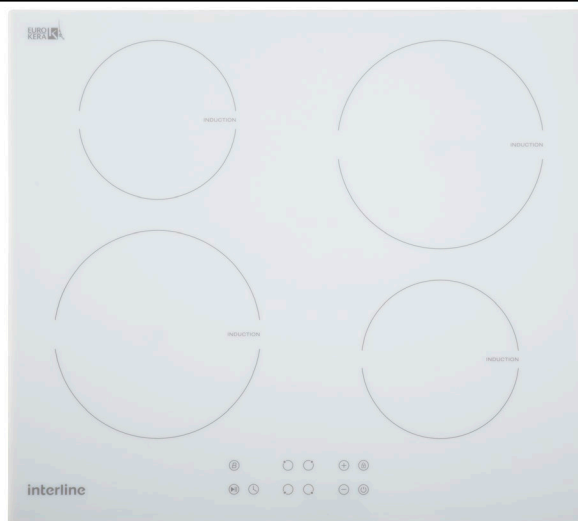 EURO
KERA K
INDUCTION
INDUCTION
INDUCTION
INDUCTION
B
interline